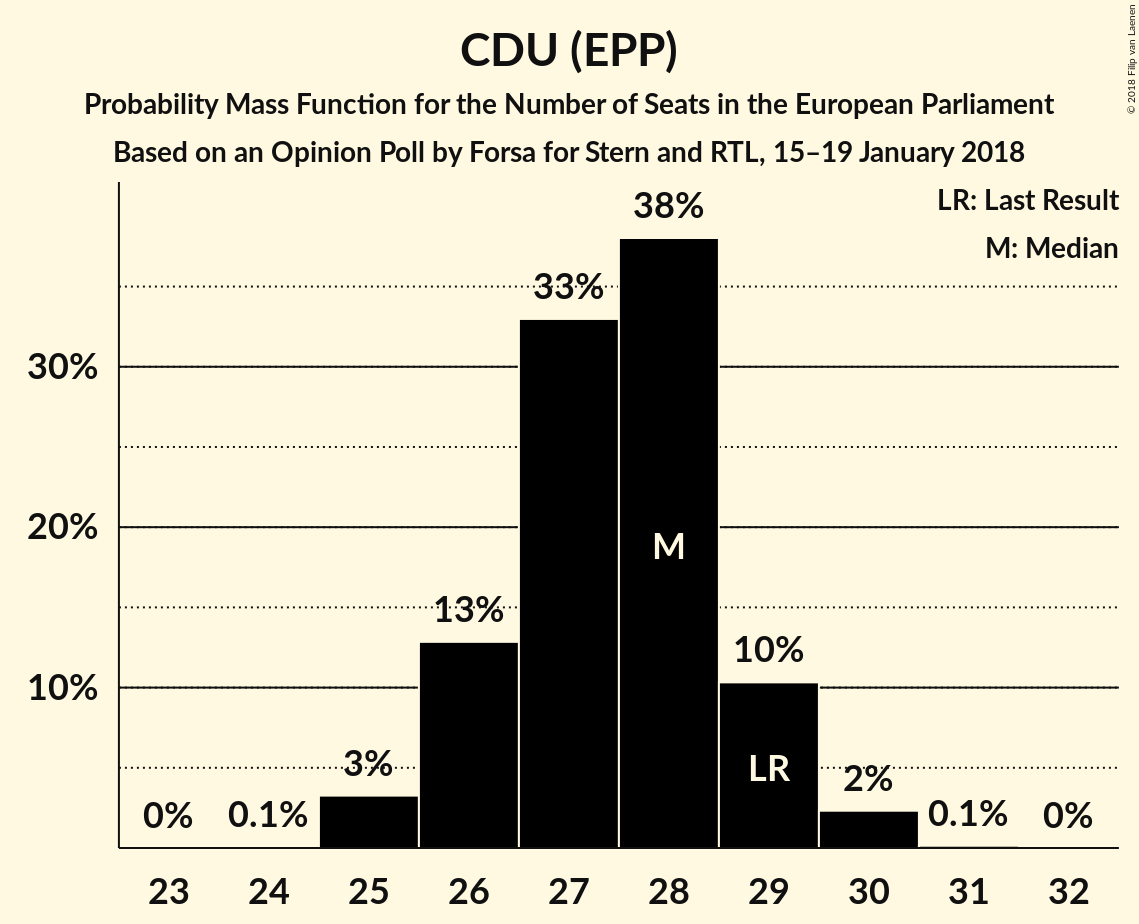 CDU (EPP)
Probability Mass Function for the Number of Seats in the European Parliament
Based on an Opinion Poll by Forsa for Stern and RTL, 15–19 January 2018
© 2018 Filip van Laenen
LR: Last Result
M: Median
38%
33%
30%
20%
M
13%
10%
10%
3%
LR
2%
0%
0.1%
0.1%
0%
23 24 25 26 27 28 29 30 31 32